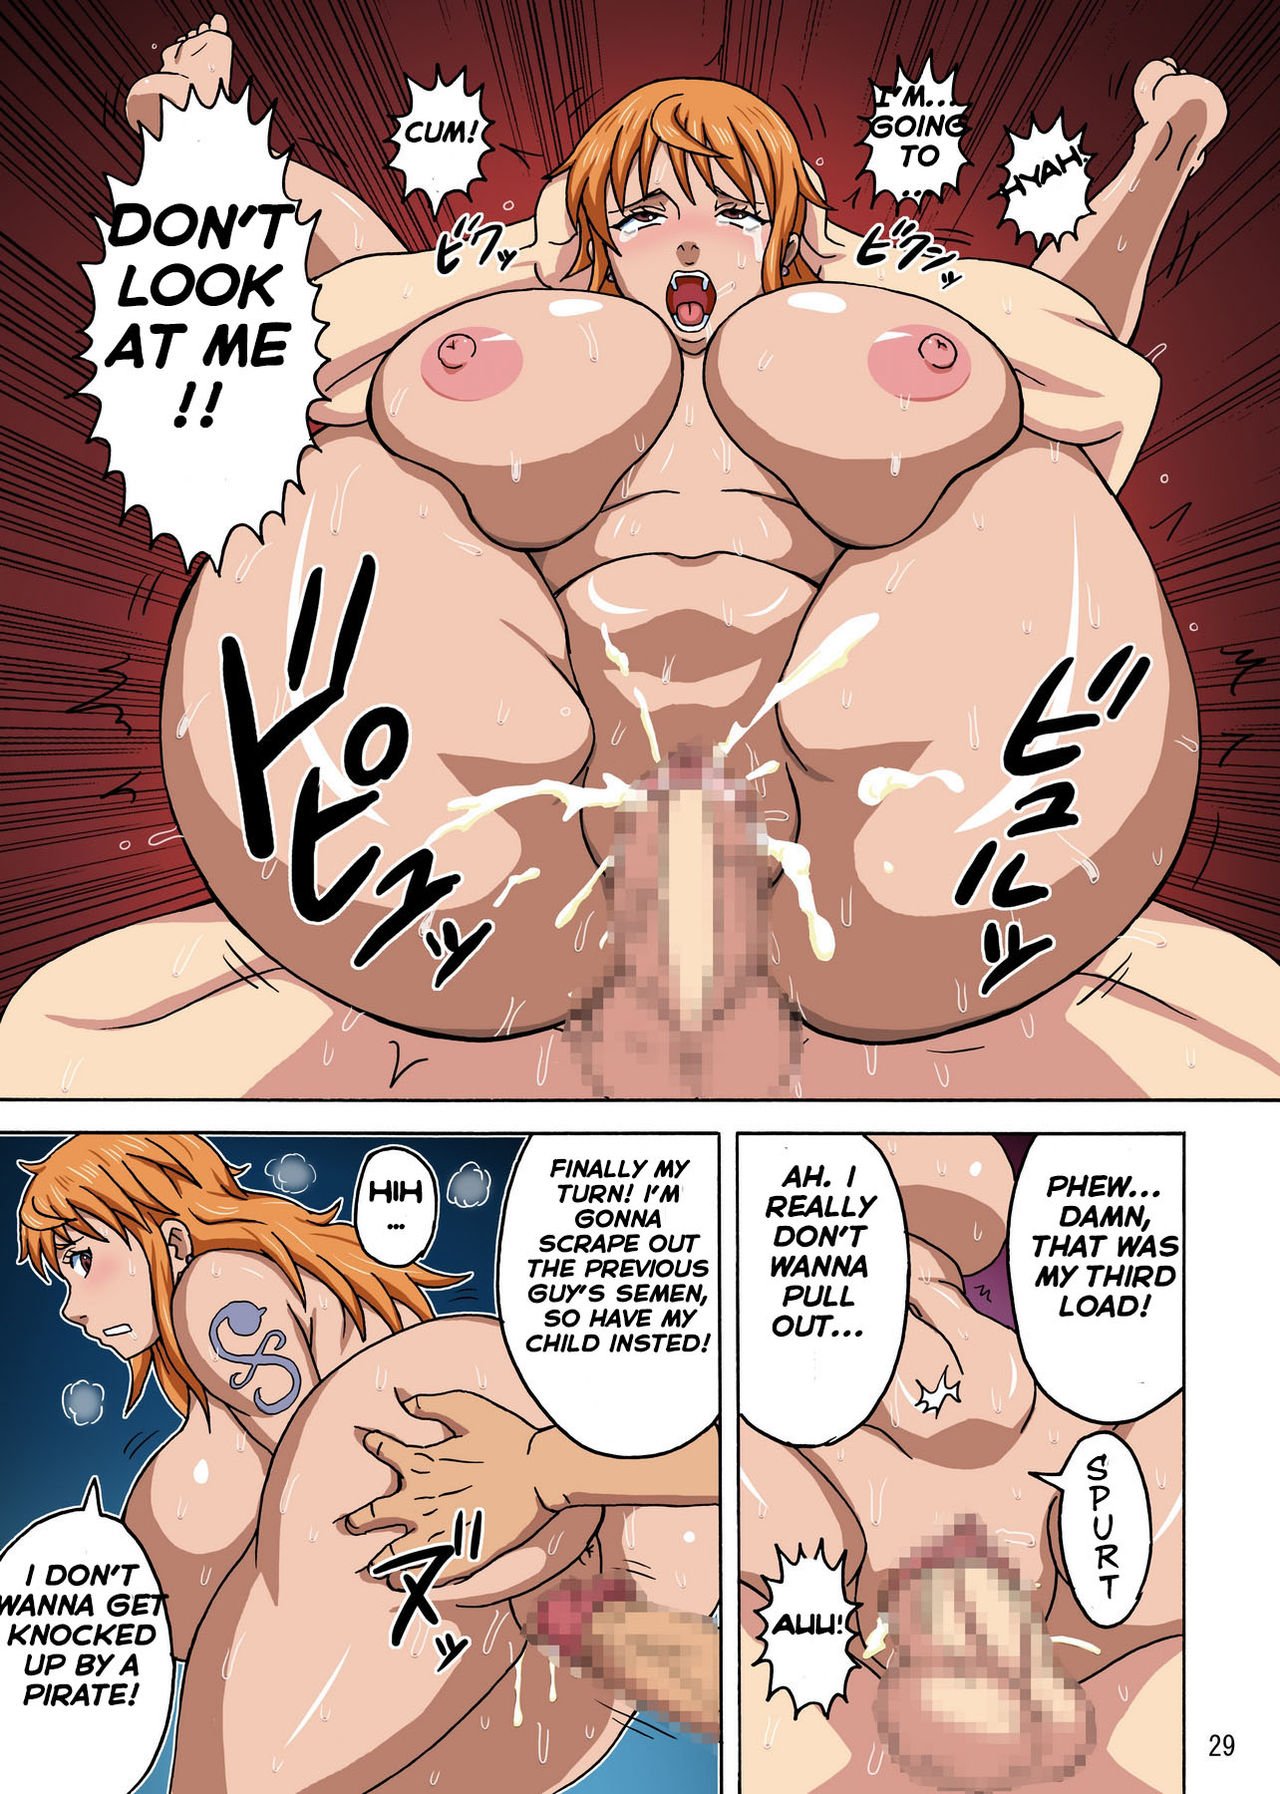 HYAH!
I'M...
GOING
TO
...
CUM!
DON'T
LOOK
AT ME
!!
ビクッ
ビクンッ
ドピュッ
ビュルッ
PHEW...
DAMN,
THAT WAS
MY THIRD
LOAD!
AH. I
REALLY
DON'T
WANNA
PULL
OUT...
SPURT
AUU!
FINALLY MY
TURN! I'M
GONNA
SCRAPE OUT
THE PREVIOUS
GUY'S SEMEN,
SO HAVE MY
CHILD INSTED!
HIH
...
ヌ"ッ
I DON'T
WANNA GET
KNOCKED
UP BY A
PIRATE!
29